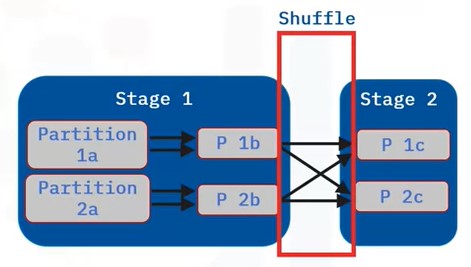 Shuffle
Stage 1
Stage 2
Partition
1a
P 1b
P 1c
Partition
2a
P 2b
P 2c